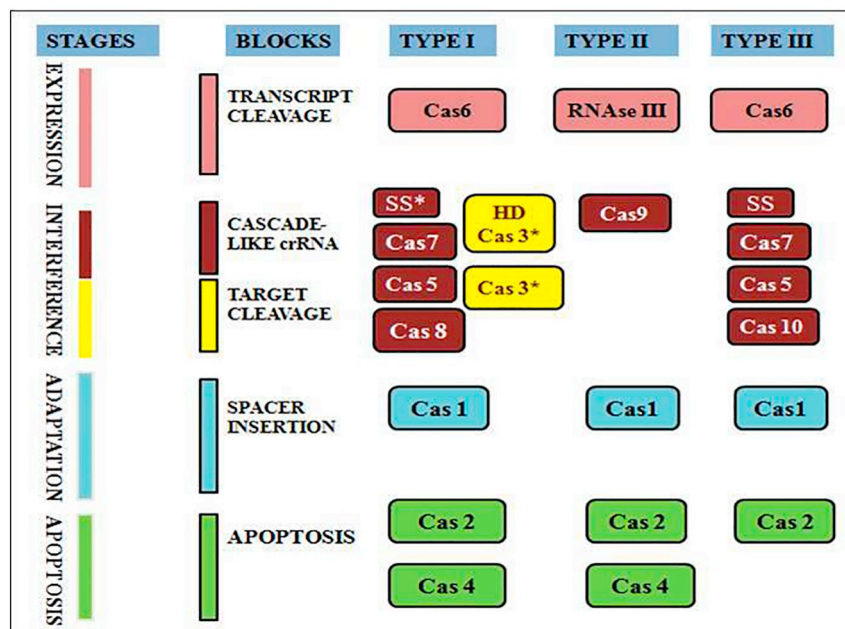 STAGES BLOCKS TYPE I TYPE II TYPE III
EXPRESSION
TRANSCRIPT
CLEAVAGE
Cas6 RNAse III Cas6
INTERFERENCE
CASCADE-
LIKE crRNA
SS*
HD
Cas 3*
Cas9
SS
Cas7
Cas7
TARGET
CLEAVAGE
Cas 5
Cas 3*
Cas 5
Cas 8
Cas 10
ADAPTATION
SPACER
INSERTION
Cas 1 Cas1 Cas1
APOPTOSIS
APOPTOSIS
Cas 2 Cas 2 Cas 2
Cas 4 Cas 4